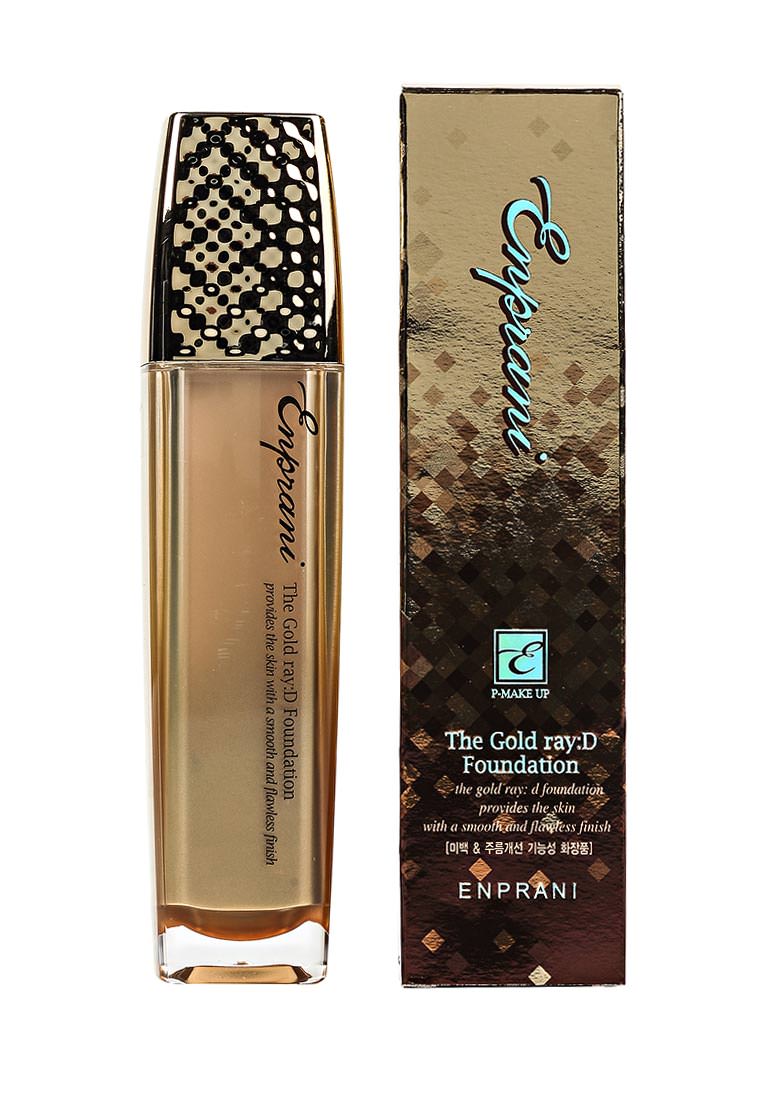 Enprani
The Gold ray:D Foundation
provides the skin with a smooth and flawless finish
Enprani
E
P-MAKE UP
The Gold ray:D
Foundation
the gold ray: d foundation
provides the skin
with a smooth and flawless finish
[미백 & 주름개선 기능성 화장품]
ENPRANI